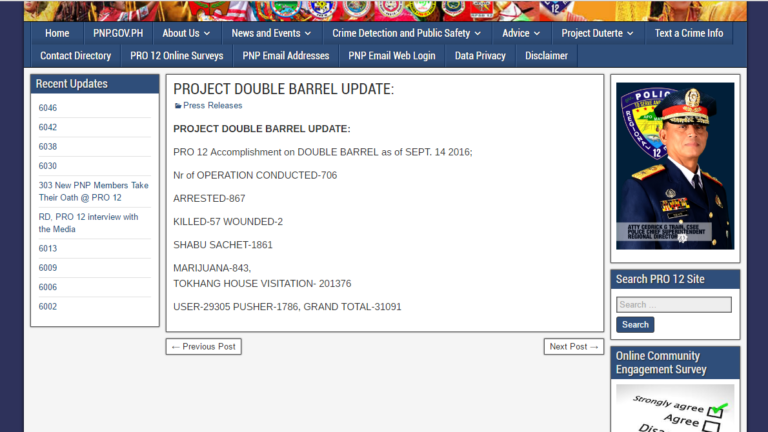 Home
PNP.GOV.PH
About Us
News and Events
Crime Detection and Public Safety
Advice
Project Duterte
Text a Crime Info
Contact Directory
PRO 12 Online Surveys
PNP Email Addresses
PNP Email Web Login
Data Privacy
Disclaimer
Recent Updates
6046
6042
6038
6030
303 New PNP Members Take
Their Oath @ PRO 12
RD, PRO 12 interview with
the Media
6013
6009
6006
6002
PROJECT DOUBLE BARREL UPDATE:
Press Releases
PROJECT DOUBLE BARREL UPDATE:
PRO 12 Accomplishment on DOUBLE BARREL as of SEPT. 14 2016;
Nr of OPERATION CONDUCTED-706
ARRESTED-867
KILLED-57 WOUNDED-2
SHABU SACHET-1861
MARIJUANA-843,
TOKHANG HOUSE VISITATION- 201376
USER-29305 PUSHER-1786, GRAND TOTAL-31091
← Previous Post
Next Post →
POLICE
12
ATTY CEDRICK G TRAIN, CSEE
POLICE CHIEF SUPERINTENDENT
REGIONAL DIRECTOR
Search PRO 12 Site
Search …
Search
Online Community
Engagement Survey
Strongly agree
Agree